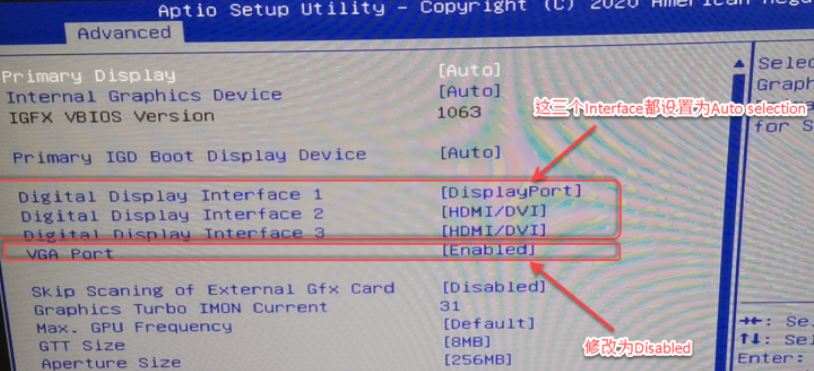 Aptio Setup Utility - Copyright (C) 2020 American
Advanced
Primary Display [Auto]
Internal Graphics Device [Auto]
IGFX VBIOS Version 1063
Primary IGD Boot Display Device [Auto]
Digital Display Interface 1 [DisplayPort]
Digital Display Interface 2 [HDMI/DVI]
Digital Display Interface 3 [HDMI/DVI]
VGA Port [Enabled]
Skip Scaning of External Gfx Card [Disabled]
Graphics Turbo IMON Current 31
Max. GPU Frequency [Default]
GTT Size [8MB]
Aperture Size [256MB]
这三个Interface都设置为Auto selection
修改为Disabled
Selec
Graph
for S
→←: Se
↑↓: Sel
Enter: